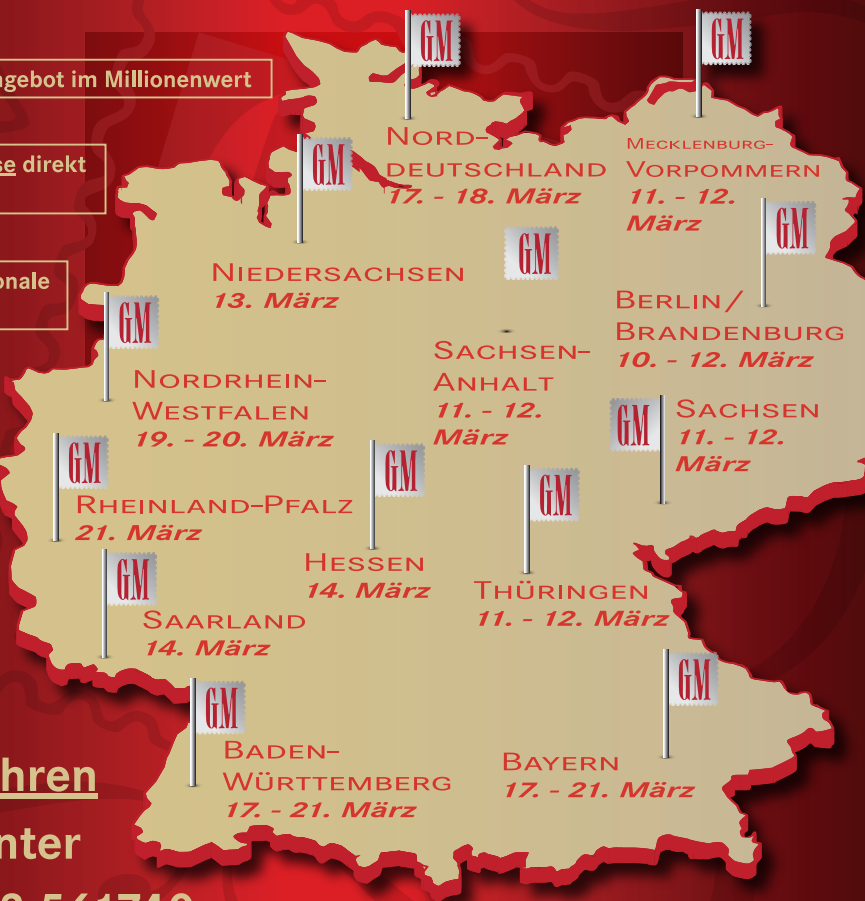 GM
GM
ngebot im Millionenwert
NORD-
DEUTSCHLAND
17. - 18. März
MECKLENBURG-
VORPOMMERN
11. - 12.
März
se direkt
GM
GM
GM
NIEDERSACHSEN
13. März
onale
BERLIN/
BRANDENBURG
10. - 12. März
GM
SACHSEN-
ANHALT
11. - 12.
März
NORDRHEIN-
WESTFALEN
19. - 20. März
GM
SACHSEN
11. - 12.
März
GM
RHEINLAND-PFALZ
21. März
GM
HESSEN
14. März
GM
THÜRINGEN
11. - 12. März
GM
SAARLAND
14. März
GM
BADEN-
WÜRTTEMBERG
17. - 21. März
GM
BAYERN
17. - 21. März
hren
nter